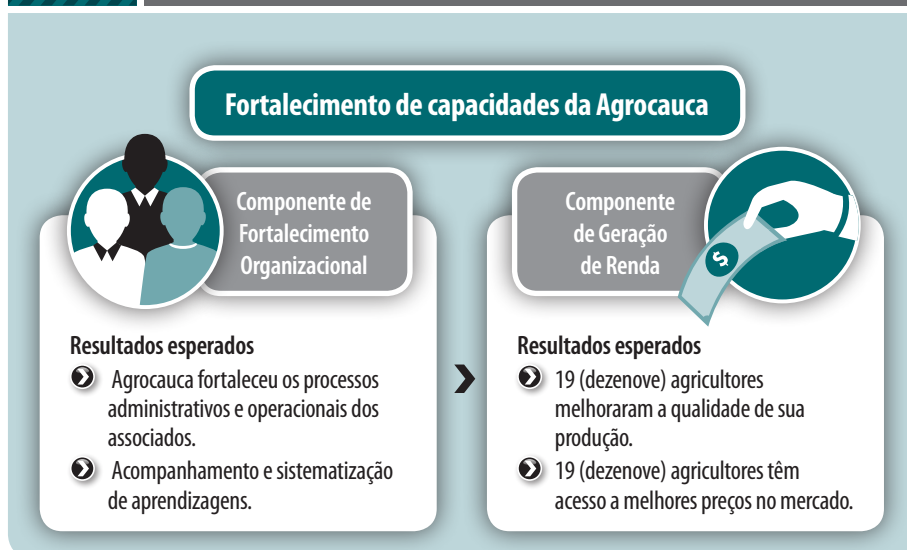 Fortalecimento de capacidades da Agrocauca
Componente de
Fortalecimento
Organizacional
Resultados esperados
Agrocauca fortaleceu os processos
administrativos e operacionais dos
associados.
Acompanhamento e sistematização
de aprendizagens.
Componente
de Geração
de Renda
$
Resultados esperados
19 (dezenove) agricultores
melhoraram a qualidade de sua
produção.
19 (dezenove) agricultores têm
acesso a melhores preços no mercado.